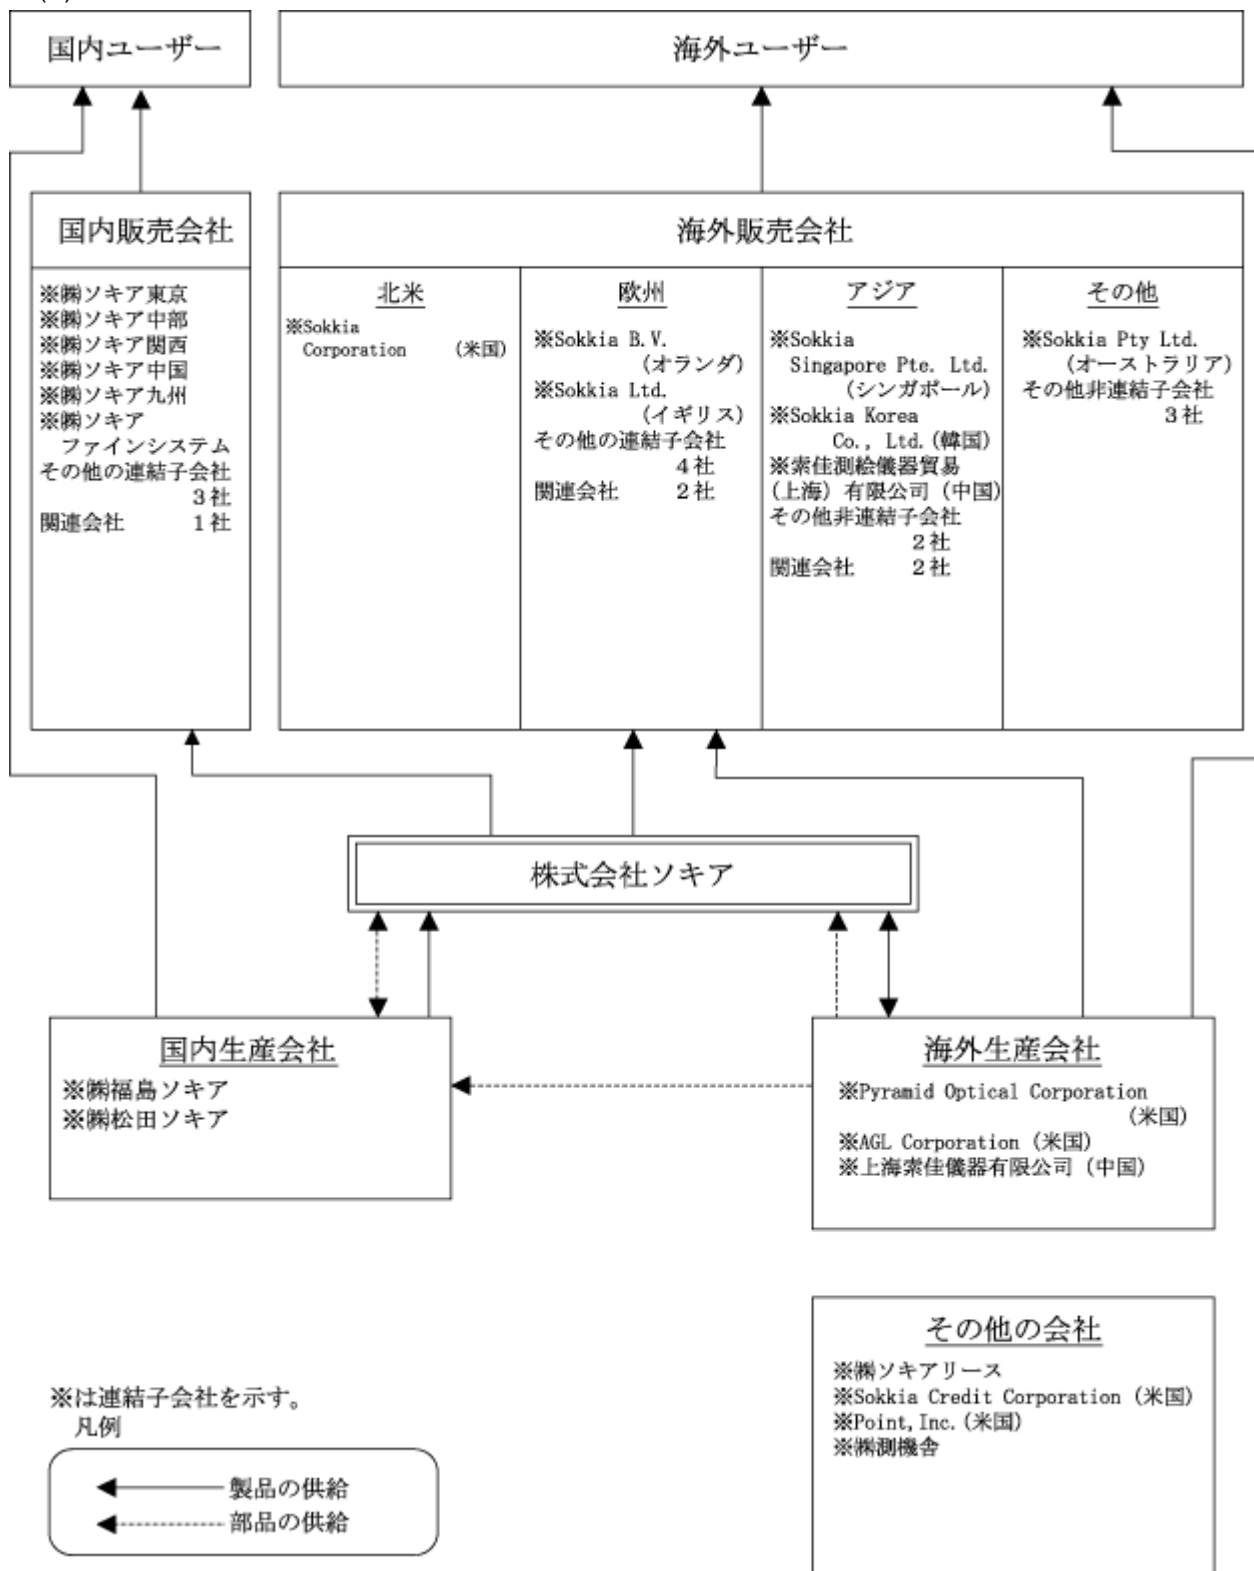 国内ユーザー
海外ユーザー
国内販売会社
※㈱ソキア東京
※㈱ソキア中部
※㈱ソキア関西
※㈱ソキア中国
※㈱ソキア九州
※㈱ソキア
ファインシステム
その他の連結子会社
3社
関連会社 1社
海外販売会社
北米
※Sokkia
Corporation (米国)
欧州
※Sokkia B.V.
(オランダ)
※Sokkia Ltd.
(イギリス)
その他の連結子会社
4社
関連会社 2社
アジア
※Sokkia
Singapore Pte. Ltd.
(シンガポール)
※Sokkia Korea
Co., Ltd.(韓国)
※索佳測絵儀器貿易
(上海)有限公司(中国)
その他非連結子会社
2社
関連会社 2社
その他
※Sokkia Pty Ltd.
(オーストラリア)
その他非連結子会社
3社
株式会社ソキア
国内生産会社
※㈱福島ソキア
※㈱松田ソキア
海外生産会社
※Pyramid Optical Corporation
(米国)
※AGL Corporation (米国)
※上海索佳儀器有限公司(中国)
その他の会社
※㈱ソキアリース
※Sokkia Credit Corporation (米国)
※Point,Inc.(米国)
※㈱測機舎
※は連結子会社を示す。
凡例
製品の供給
部品の供給